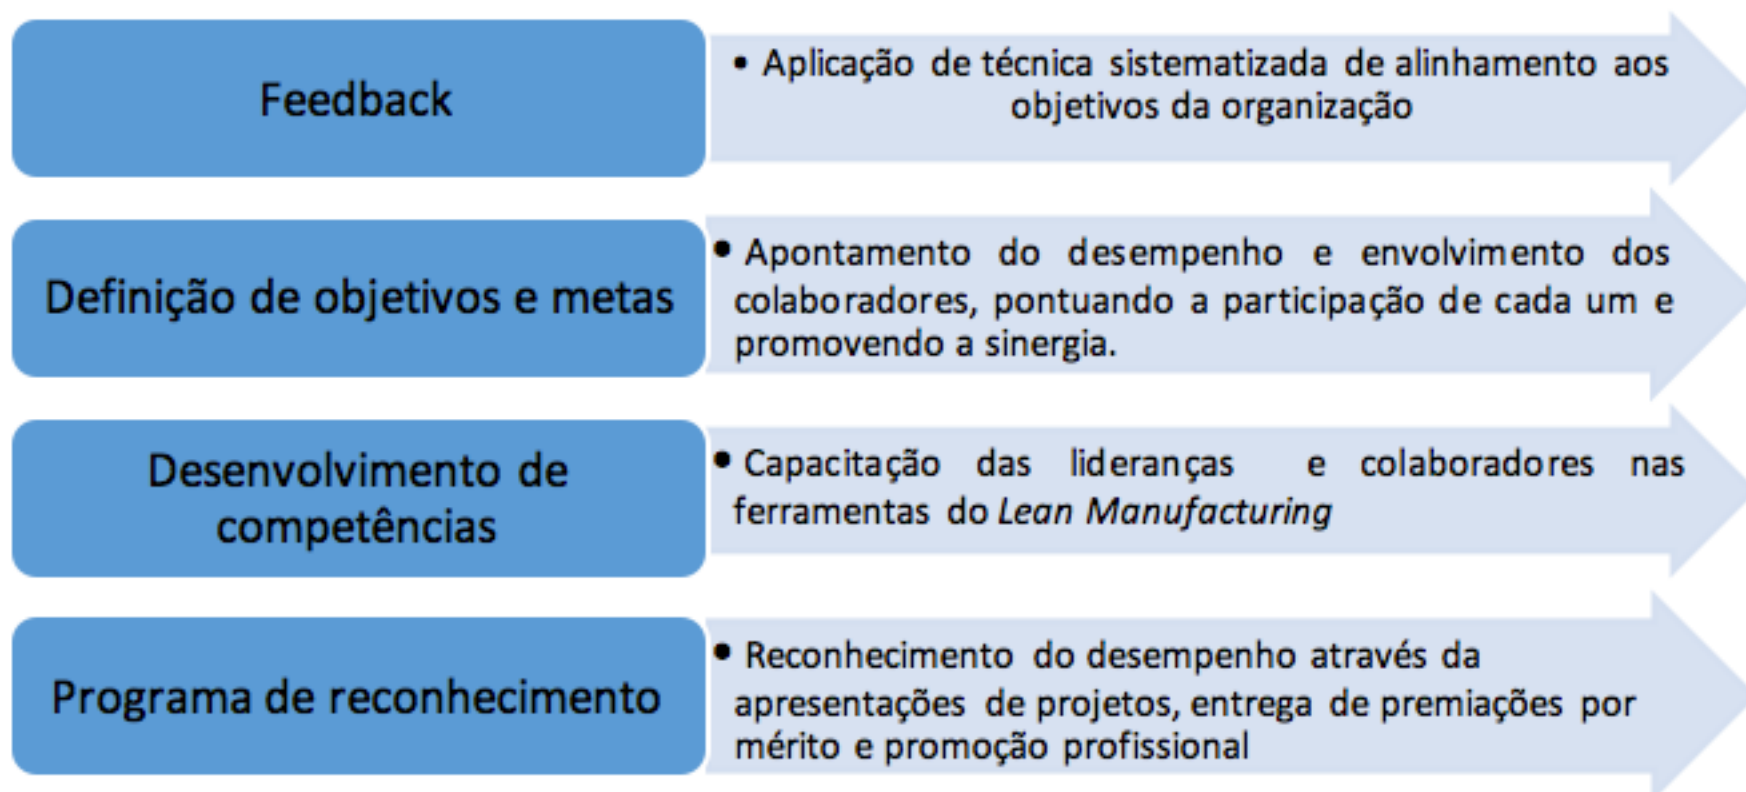 Feedback
• Aplicação de técnica sistematizada de alinhamento aos
objetivos da organização
Definição de objetivos e metas
• Apontamento do desempenho e envolvimento dos
colaboradores, pontuando a participação de cada um e
promovendo a sinergia.
Desenvolvimento de
competências
• Capacitação das lideranças e colaboradores nas
ferramentas do Lean Manufacturing
Programa de reconhecimento
• Reconhecimento do desempenho através da
apresentações de projetos, entrega de premiações por
mérito e promoção profissional